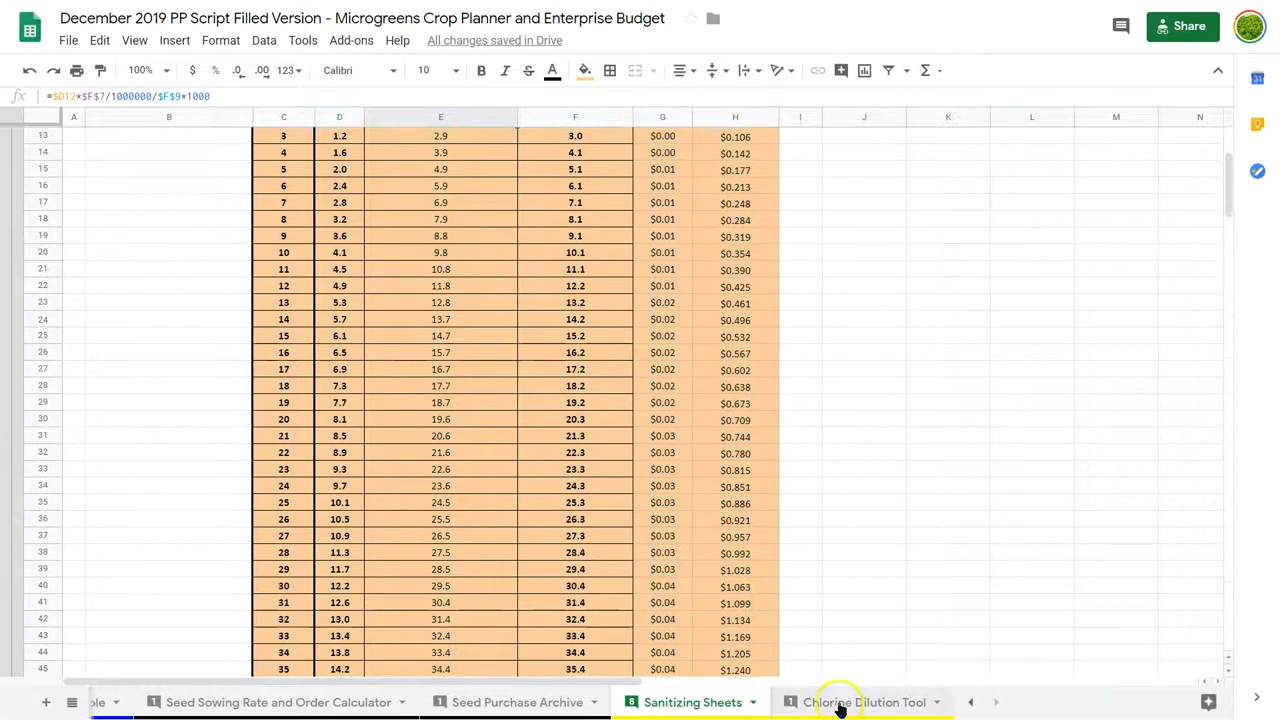 December 2019 PP Script Filled Version - Microgreens Crop Planner and Enterprise Budget
Share
File Edit View Insert Format Data Tools Add-ons Help All changes saved in Drive
100% $ % .0 .00 123 Calibri 10 B I S A Σ
fx =$D12*$F$7/1000000/$F$9*1000
A B C D E F G H I J K L M N
13 3 1.2 2.9 3.0 $0.00 $0.106
14 4 1.6 3.9 4.1 $0.00 $0.142
15 5 2.0 4.9 5.1 $0.01 $0.177
16 6 2.4 5.9 6.1 $0.01 $0.213
17 7 2.8 6.9 7.1 $0.01 $0.248
18 8 3.2 7.9 8.1 $0.01 $0.284
19 9 3.6 8.8 9.1 $0.01 $0.319
20 10 4.1 9.8 10.1 $0.01 $0.354
21 11 4.5 10.8 11.1 $0.01 $0.390
22 12 4.9 11.8 12.2 $0.01 $0.425
23 13 5.3 12.8 13.2 $0.02 $0.461
24 14 5.7 13.7 14.2 $0.02 $0.496
25 15 6.1 14.7 15.2 $0.02 $0.532
26 16 6.5 15.7 16.2 $0.02 $0.567
27 17 6.9 16.7 17.2 $0.02 $0.602
28 18 7.3 17.7 18.2 $0.02 $0.638
29 19 7.7 18.7 19.2 $0.02 $0.673
30 20 8.1 19.6 20.3 $0.02 $0.709
31 21 8.5 20.6 21.3 $0.03 $0.744
32 22 8.9 21.6 22.3 $0.03 $0.780
33 23 9.3 22.6 23.3 $0.03 $0.815
34 24 9.7 23.6 24.3 $0.03 $0.851
35 25 10.1 24.5 25.3 $0.03 $0.886
36 26 10.5 25.5 26.3 $0.03 $0.921
37 27 10.9 26.5 27.3 $0.03 $0.957
38 28 11.3 27.5 28.4 $0.03 $0.992
39 29 11.7 28.5 29.4 $0.03 $1.028
40 30 12.2 29.5 30.4 $0.04 $1.063
41 31 12.6 30.4 31.4 $0.04 $1.099
42 32 13.0 31.4 32.4 $0.04 $1.134
43 33 13.4 32.4 33.4 $0.04 $1.169
44 34 13.8 33.4 34.4 $0.04 $1.205
45 35 14.2 34.4 35.4 $0.04 $1.240
ole 1 Seed Sowing Rate and Order Calculator 1 Seed Purchase Archive 8 Sanitizing Sheets 1 Chlorine Dilution Tool